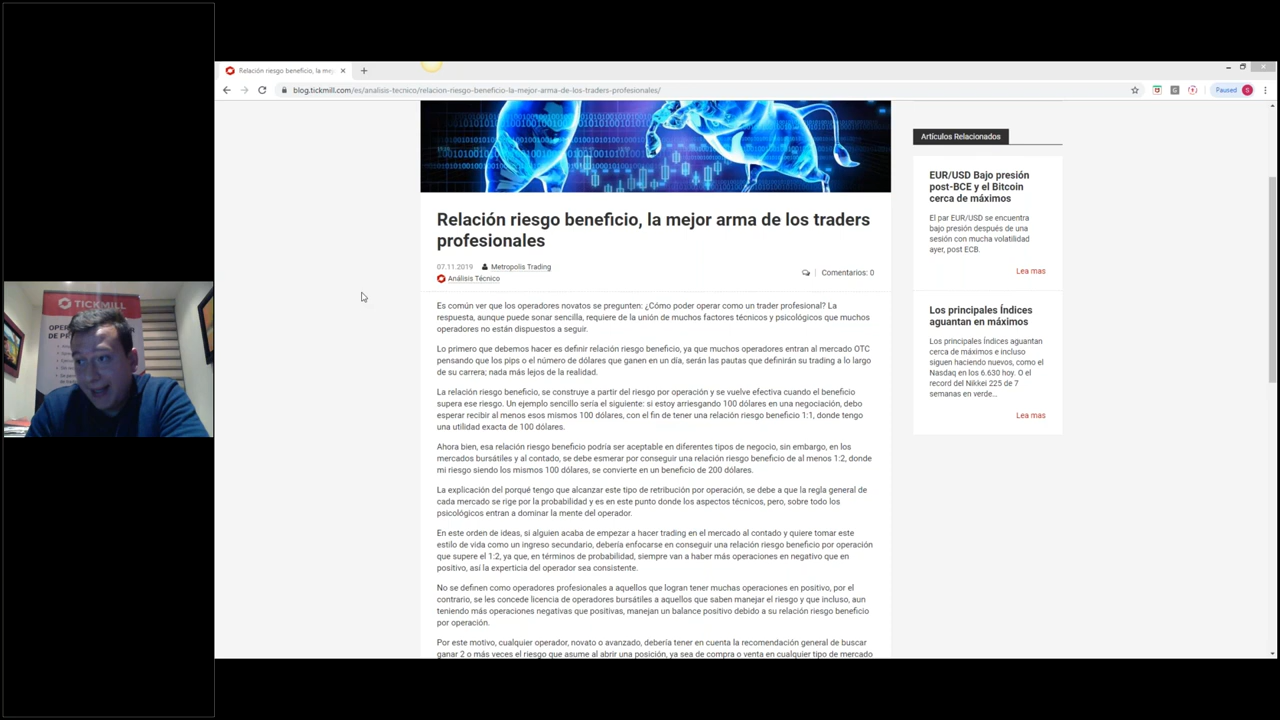 Relación riesgo beneficio, la mej
blog.tickmill.com/es/analisis-tecnico/relacion-riesgo-beneficio-la-mejor-arma-de-los-traders-profesionales/
Paused
S
TICKMILL
Relación riesgo beneficio, la mejor arma de los traders
profesionales
07.11.2019 Metropolis Trading
Análisis Técnico
Comentarios: 0
Es común ver que los operadores novatos se pregunten: ¿Cómo poder operar como un trader profesional? La
respuesta, aunque puede sonar sencilla, requiere de la unión de muchos factores técnicos y psicológicos que muchos
operadores no están dispuestos a seguir.
Lo primero que debemos hacer es definir relación riesgo beneficio, ya que muchos operadores entran al mercado OTC
pensando que los pips o el número de dólares que ganen en un día, serán las pautas que definirán su trading a lo largo
de su carrera; nada más lejos de la realidad.
La relación riesgo beneficio, se construye a partir del riesgo por operación y se vuelve efectiva cuando el beneficio
supera ese riesgo. Un ejemplo sencillo sería el siguiente: si estoy arriesgando 100 dólares en una negociación, debo
esperar recibir al menos esos mismos 100 dólares, con el fin de tener una relación riesgo beneficio 1:1, donde tengo
una utilidad exacta de 100 dólares.
Ahora bien, esa relación riesgo beneficio podría ser aceptable en diferentes tipos de negocio, sin embargo, en los
mercados bursátiles y al contado, se debe esmerar por conseguir una relación riesgo beneficio de al menos 1:2, donde
mi riesgo siendo los mismos 100 dólares, se convierte en un beneficio de 200 dólares.
La explicación del porqué tengo que alcanzar este tipo de retribución por operación, se debe a que la regla general de
cada mercado se rige por la probabilidad y es en este punto donde los aspectos técnicos, pero, sobre todo los
psicológicos entran a dominar la mente del operador.
En este orden de ideas, si alguien acaba de empezar a hacer trading en el mercado al contado y quiere tomar este
estilo de vida como un ingreso secundario, debería enfocarse en conseguir una relación riesgo beneficio por operación
que supere el 1:2, ya que, en términos de probabilidad, siempre van a haber más operaciones en negativo que en
positivo, así la experticia del operador sea consistente.
No se definen como operadores profesionales a aquellos que logran tener muchas operaciones en positivo, por el
contrario, se les concede licencia de operadores bursátiles a aquellos que saben manejar el riesgo y que incluso, aun
teniendo más operaciones negativas que positivas, manejan un balance positivo debido a su relación riesgo beneficio
por operación.
Por este motivo, cualquier operador, novato o avanzado, debería tener en cuenta la recomendación general de buscar
ganar 2 o más veces el riesgo que asume al abrir una posición, ya sea de compra o venta en cualquier tipo de mercado
Artículos Relacionados
EUR/USD Bajo presión
post-BCE y el Bitcoin
cerca de máximos
El par EUR/USD se encuentra
bajo presión después de una
sesión con mucha volatilidad
ayer, post ECB.
Lea mas
Los principales Índices
aguantan en máximos
Los principales Índices aguantan
cerca de máximos e incluso
siguen haciendo nuevos, como el
Nasdaq en los 6.630 hoy. O el
record del Nikkei 225 de 7
semanas en verde...
Lea mas